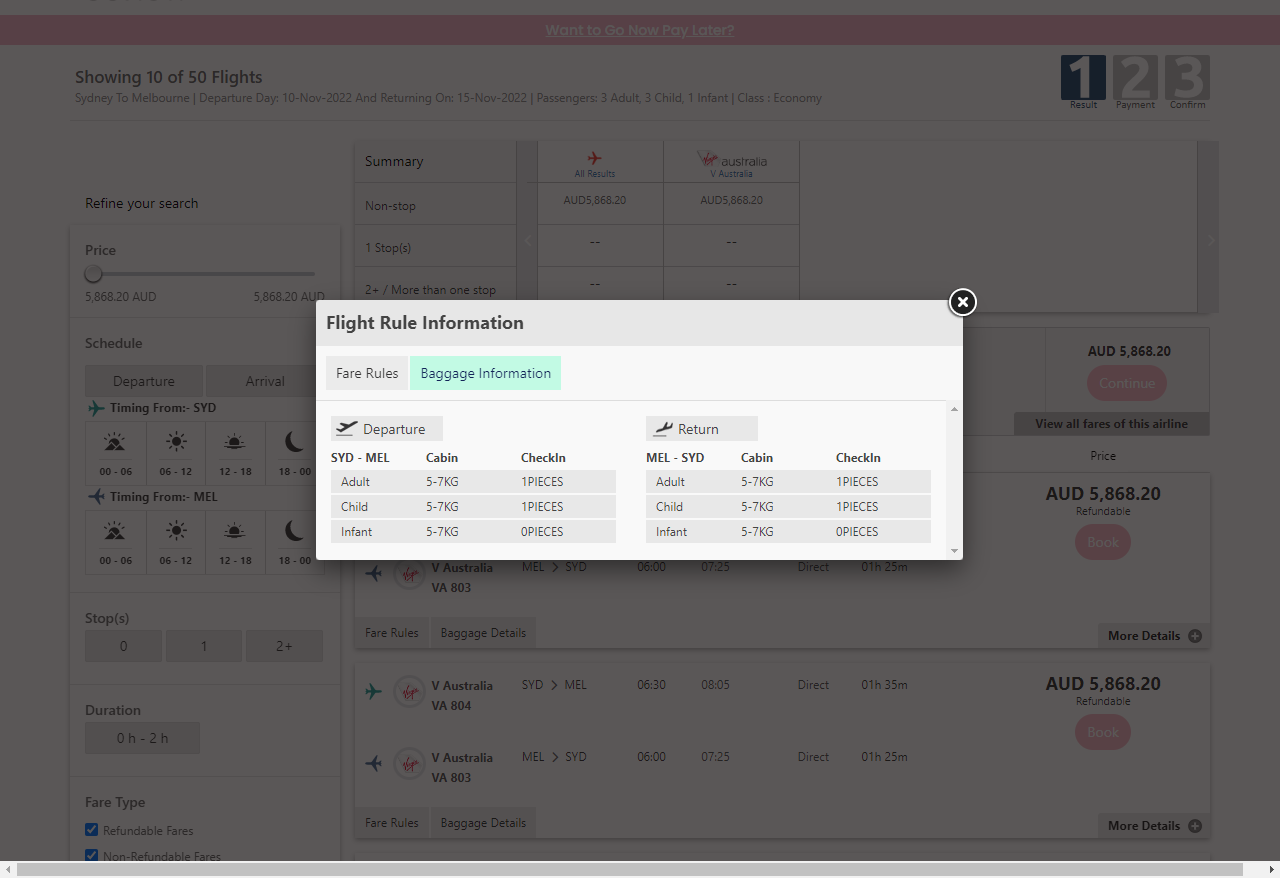 Want to Go Now Pay Later?
Showing 10 of 50 Flights
Sydney To Melbourne | Departure Day: 10-Nov-2022 And Returning On: 15-Nov-2022 | Passengers: 3 Adult, 3 Child, 1 Infant | Class : Economy
1 2 3
Result Payment Confirm
Refine your search
Price
5,868.20 AUD 5,868.20 AUD
Schedule
Departure Arrival
Timing From:- SYD
00 - 06 06 - 12 12 - 18 18 - 00
Timing From:- MEL
00 - 06 06 - 12 12 - 18 18 - 00
Stop(s)
0 1 2+
Duration
0 h - 2 h
Fare Type
Refundable Fares
Non-Refundable Fares
Summary All Results australia V Australia
Non-stop AUD5,868.20 AUD5,868.20
1 Stop(s) -- --
2+ / More than one stop -- --
AUD 5,868.20
Continue
View all fares of this airline
Price
Flight Rule Information
Fare Rules Baggage Information
Departure Return
SYD - MEL Cabin CheckIn MEL - SYD Cabin CheckIn
Adult 5-7KG 1PIECES Adult 5-7KG 1PIECES
Child 5-7KG 1PIECES Child 5-7KG 1PIECES
Infant 5-7KG 0PIECES Infant 5-7KG 0PIECES
AUD 5,868.20
Refundable
Book
V Australia MEL > SYD 06:00 07:25 Direct 01h 25m
VA 803
Fare Rules Baggage Details More Details
V Australia SYD > MEL 06:30 08:05 Direct 01h 35m
VA 804
AUD 5,868.20
Refundable
Book
V Australia MEL > SYD 06:00 07:25 Direct 01h 25m
VA 803
Fare Rules Baggage Details More Details